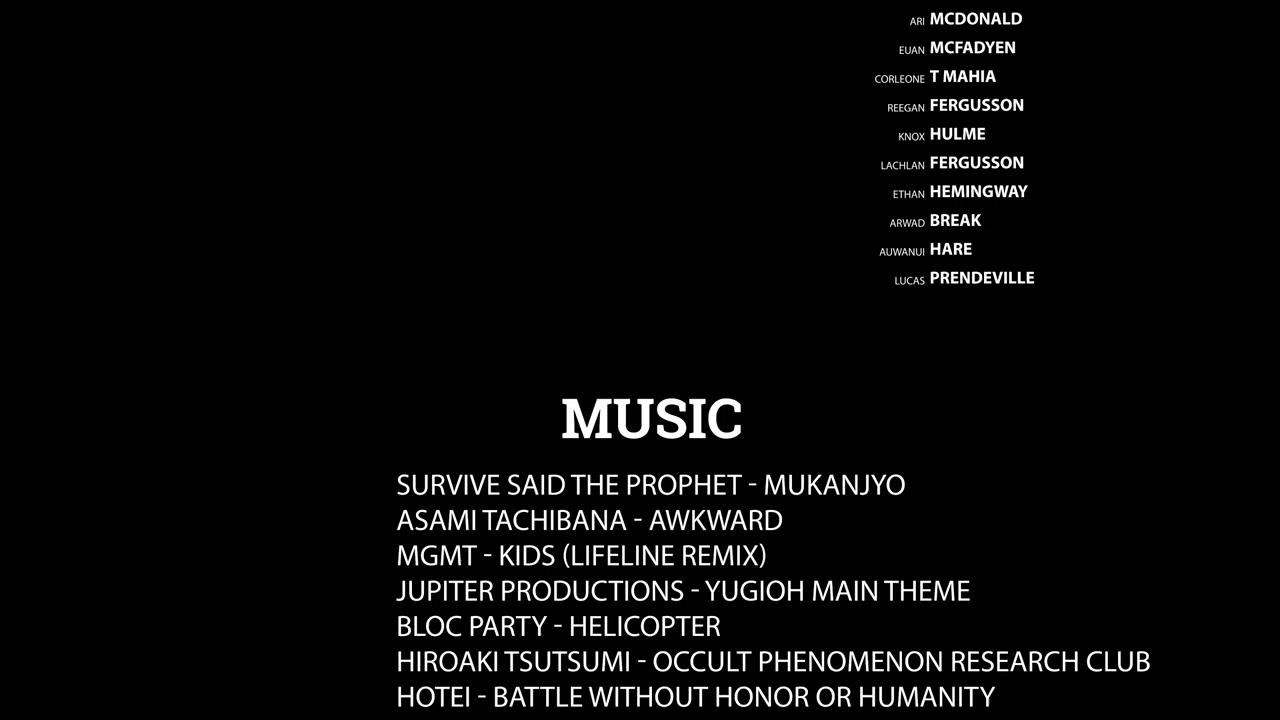 ARI MCDONALD
EUAN MCFADYEN
CORLEONE T MAHIA
REEGAN FERGUSSON
KNOX HULME
LACHLAN FERGUSSON
ETHAN HEMINGWAY
ARWAD BREAK
AUWANUI HARE
LUCAS PRENDEVILLE
MUSIC
SURVIVE SAID THE PROPHET - MUKANJYO
ASAMI TACHIBANA - AWKWARD
MGMT - KIDS (LIFELINE REMIX)
JUPITER PRODUCTIONS - YUGIOH MAIN THEME
BLOC PARTY - HELICOPTER
HIROAKI TSUTSUMI - OCCULT PHENOMENON RESEARCH CLUB
HOTEI - BATTLE WITHOUT HONOR OR HUMANITY